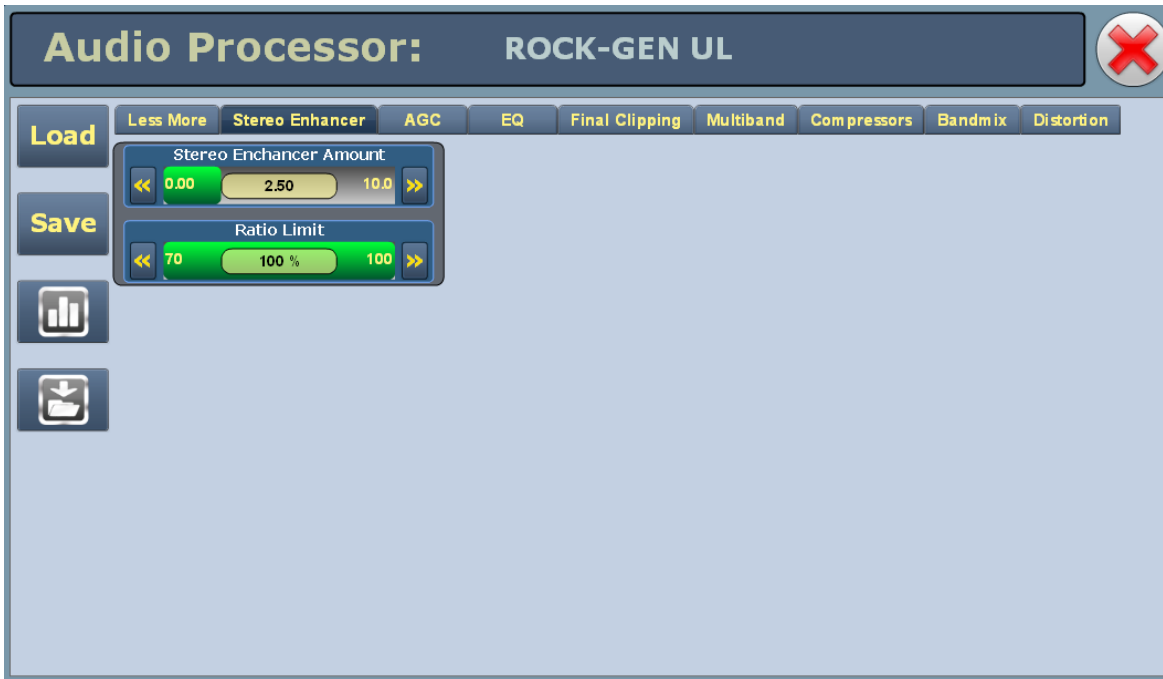 Audio Processor: ROCK-GEN UL
Load
Save
Less More Stereo Enhancer AGC EQ Final Clipping Multiband Compressors Bandmix Distortion
Stereo Enchancer Amount
« 0.00 2.50 10.0 »
Ratio Limit
« 70 100 % 100 »